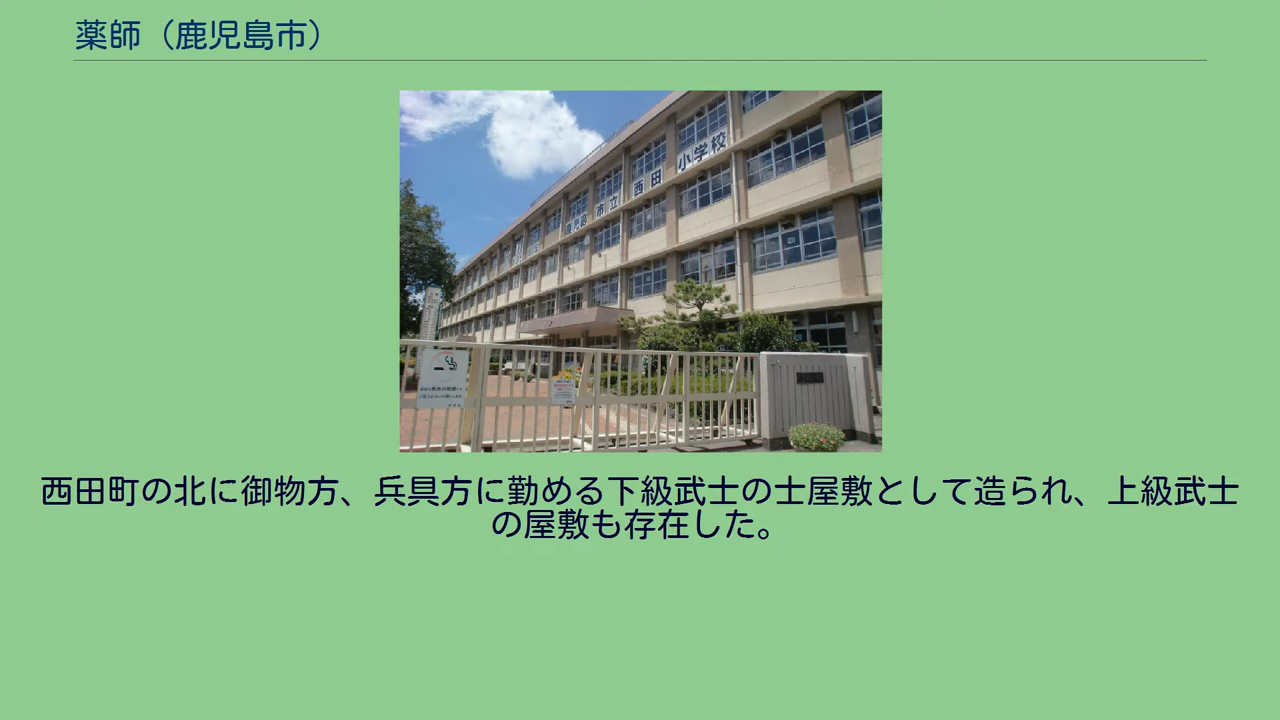 薬師（鹿児島市）
鹿児島市立西田小学校
西田町の北に御物方、兵具方に勤める下級武士の士屋敷として造られ、上級武士
の屋敷も存在した。